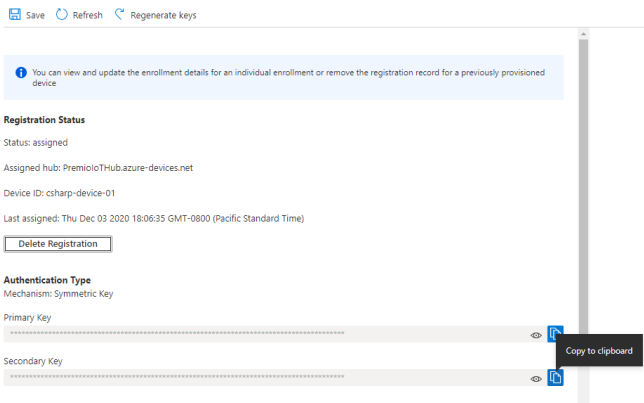 Save Refresh Regenerate keys
You can view and update the enrollment details for an individual enrollment or remove the registration record for a previously provisioned
device
Registration Status
Status: assigned
Assigned hub: PremioIoTHub.azure-devices.net
Device ID: csharp-device-01
Last assigned: Thu Dec 03 2020 18:06:35 GMT-0800 (Pacific Standard Time)
Delete Registration
Authentication Type
Mechanism: Symmetric Key
Primary Key
****************************************************************************************
Copy to clipboard
Secondary Key
****************************************************************************************